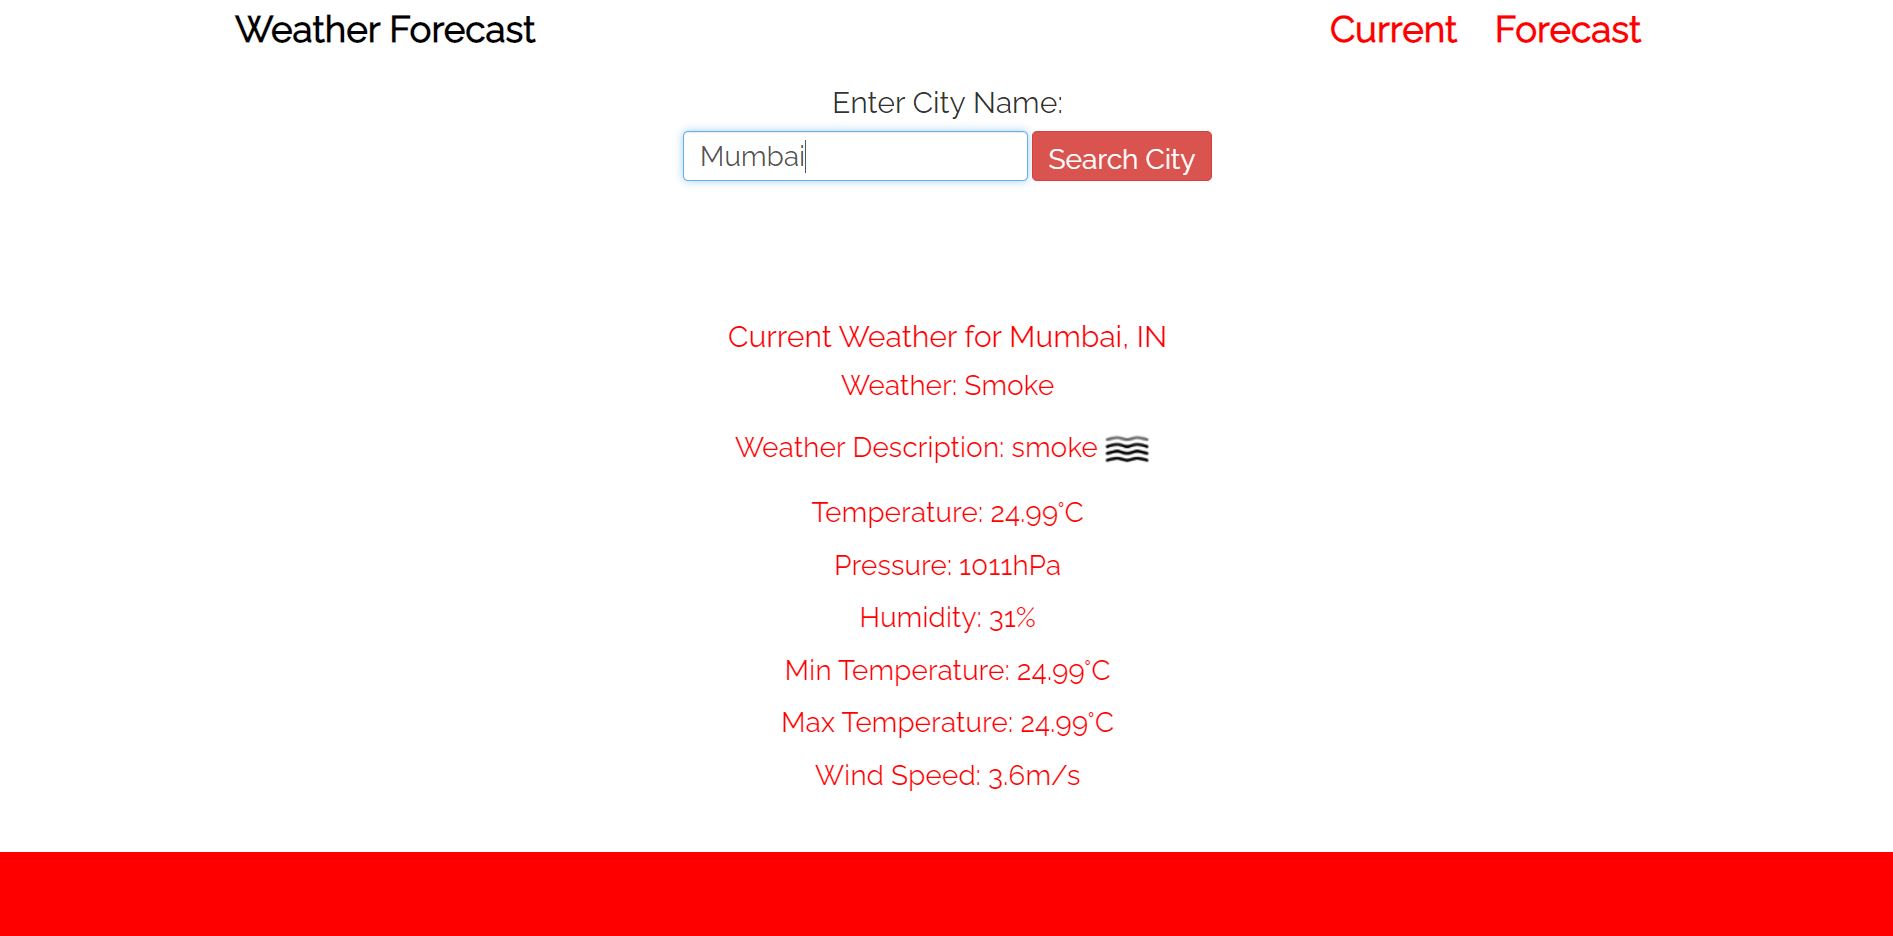 Weather Forecast Current Forecast
Enter City Name:
Mumbai Search City
Current Weather for Mumbai, IN
Weather: Smoke
Weather Description: smoke
Temperature: 24.99°C
Pressure: 1011hPa
Humidity: 31%
Min Temperature: 24.99°C
Max Temperature: 24.99°C
Wind Speed: 3.6m/s